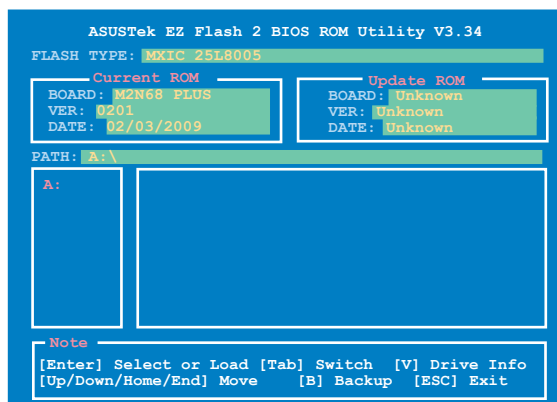 ASUSTek EZ Flash 2 BIOS ROM Utility V3.34
FLASH TYPE: MXIC 25L8005
Current ROM
BOARD: M2N68 PLUS
VER: 0201
DATE: 02/03/2009
Update ROM
BOARD: Unknown
VER: Unknown
DATE: Unknown
PATH: A:\
A:
Note
[Enter] Select or Load [Tab] Switch [V] Drive Info
[Up/Down/Home/End] Move [B] Backup [ESC] Exit